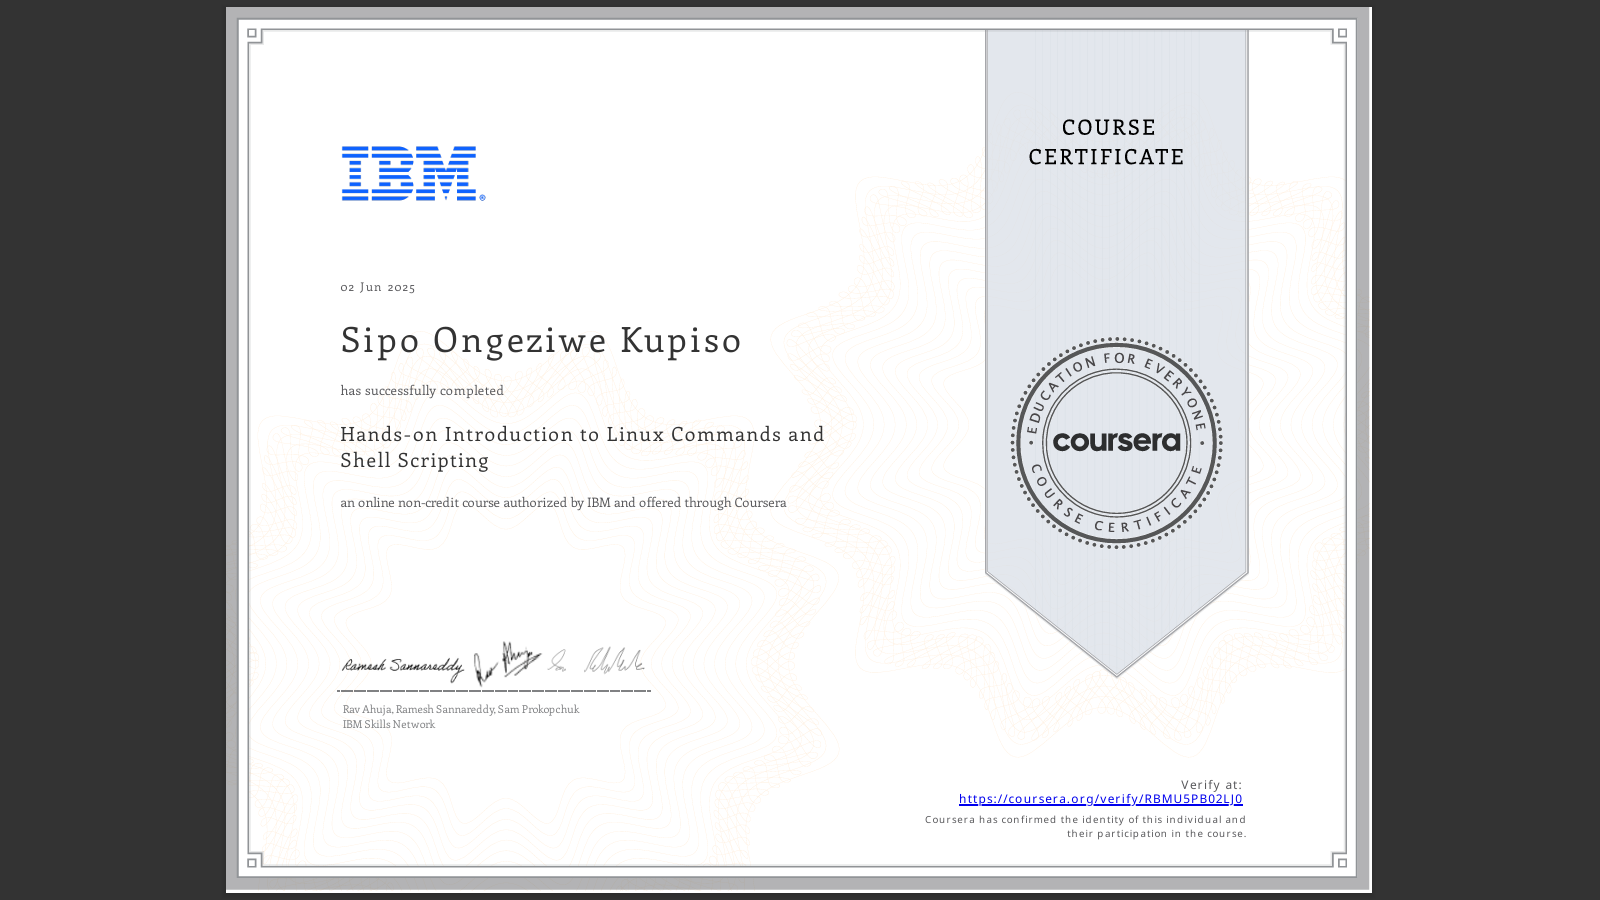 IBM®
COURSE
CERTIFICATE
02 Jun 2025
Sipo Ongeziwe Kupiso
has successfully completed
Hands-on Introduction to Linux Commands and
Shell Scripting
an online non-credit course authorized by IBM and offered through Coursera
EDUCATION FOR EVERYONE
coursera
COURSE CERTIFICATE
Ramesh Sannareddy
Rav Ahuja, Ramesh Sannareddy, Sam Prokopchuk
IBM Skills Network
Verify at:
https://coursera.org/verify/RBMU5PB02LJ0
Coursera has confirmed the identity of this individual and
their participation in the course.